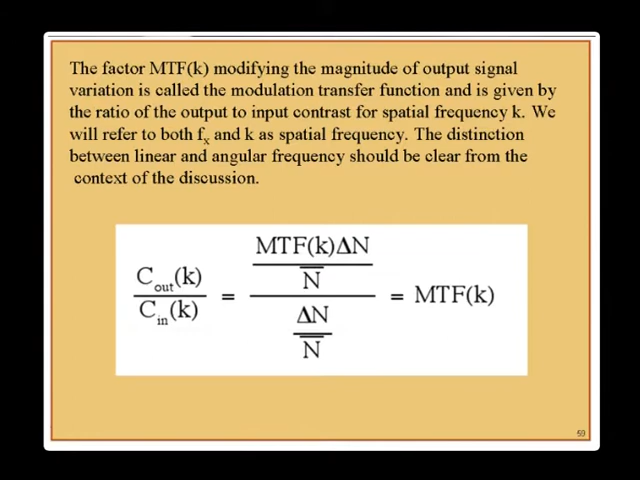 The factor MTF(k) modifying the magnitude of output signal
variation is called the modulation transfer function and is given by
the ratio of the output to input contrast for spatial frequency k. We
will refer to both fₓ and k as spatial frequency. The distinction
between linear and angular frequency should be clear from the
context of the discussion.
C_out(k) / C_in(k) = (MTF(k)ΔN / N̅) / (ΔN / N̅) = MTF(k)
59